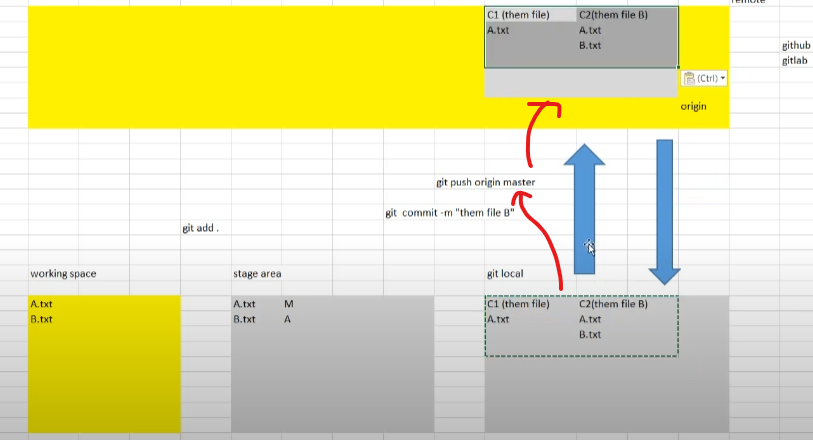 remote
C1 (them file) C2(them file B)
A.txt A.txt
B.txt
github
gitlab
(Ctrl)
origin
git push origin master
git commit -m "them file B"
git add .
working space stage area git local
A.txt A.txt M C1 (them file) C2(them file B)
B.txt B.txt A A.txt A.txt
B.txt